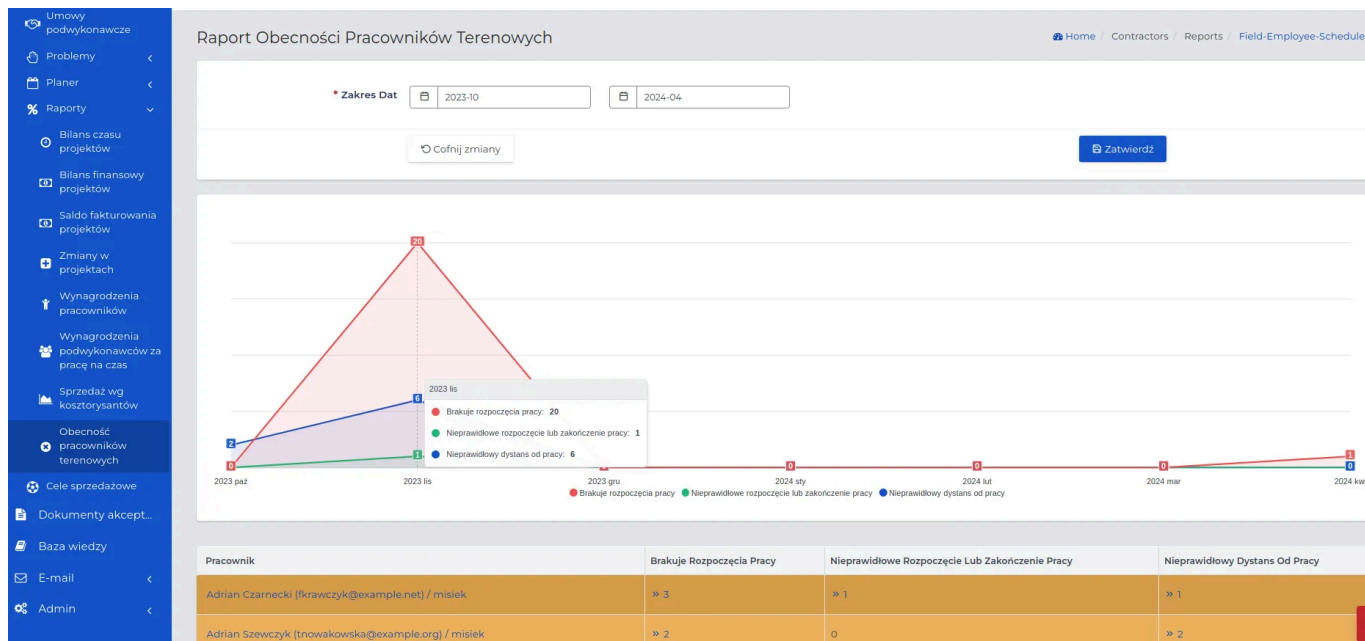 Umowy
podwykonawcze
Problemy
Planer
Raporty
Bilans czasu
projektów
Bilans finansowy
projektów
Saldo fakturowania
projektów
Zmiany w
projektach
Wynagrodzenia
pracowników
Wynagrodzenia
podwykonawców za
pracę na czas
Sprzedaż wg
kosztorysantów
Obecność
pracowników
terenowych
Cele sprzedażowe
Dokumenty akcept...
Baza wiedzy
E-mail
Admin
Raport Obecności Pracowników Terenowych
Home / Contractors / Reports / Field-Employee-Schedule
* Zakres Dat 2023-10 2024-04
Cofnij zmiany Zatwierdź
20
6
2
1
0 0 0 0 1
0
2023 lis
Brakuje rozpoczęcia pracy: 20
Nieprawidłowe rozpoczęcie lub zakończenie pracy: 1
Nieprawidłowy dystans od pracy: 6
2023 paź 2023 lis 2023 gru 2024 sty 2024 lut 2024 mar 2024 kw
Brakuje rozpoczęcia pracy Nieprawidłowe rozpoczęcie lub zakończenie pracy Nieprawidłowy dystans od pracy
Pracownik Brakuje Rozpoczęcia Pracy Nieprawidłowe Rozpoczęcie Lub Zakończenie Pracy Nieprawidłowy Dystans Od Pracy
Adrian Czarnecki (fkrawczyk@example.net) / misiek » 3 » 1 » 1
Adrian Szewczyk (tnowakowska@example.org) / misiek » 2 0 » 2